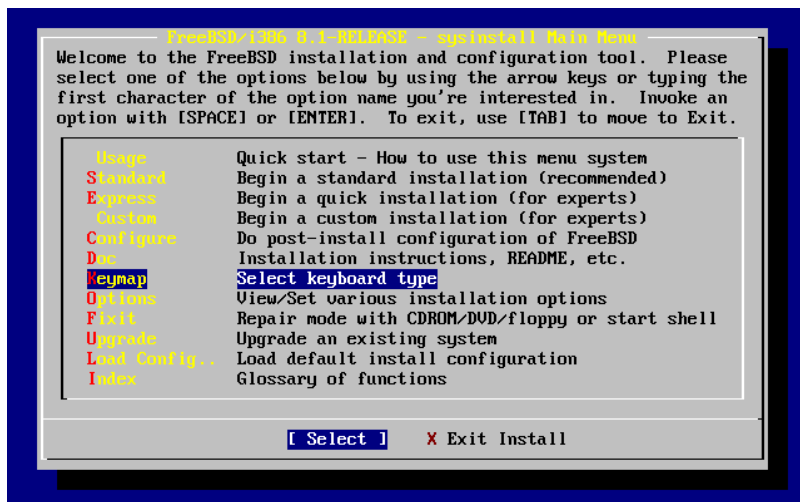 FreeBSD/i386 8.1-RELEASE - sysinstall Main Menu
Welcome to the FreeBSD installation and configuration tool.  Please
select one of the options below by using the arrow keys or typing the
first character of the option name you're interested in.  Invoke an
option with [SPACE] or [ENTER].  To exit, use [TAB] to move to Exit.
Usage Quick start - How to use this menu system
Standard Begin a standard installation (recommended)
Express Begin a quick installation (for experts)
Custom Begin a custom installation (for experts)
Configure Do post-install configuration of FreeBSD
Doc Installation instructions, README, etc.
Keymap Select keyboard type
Options View/Set various installation options
Fixit Repair mode with CDROM/DVD/floppy or start shell
Upgrade Upgrade an existing system
Load Config.. Load default install configuration
Index Glossary of functions
[ Select ] X Exit Install